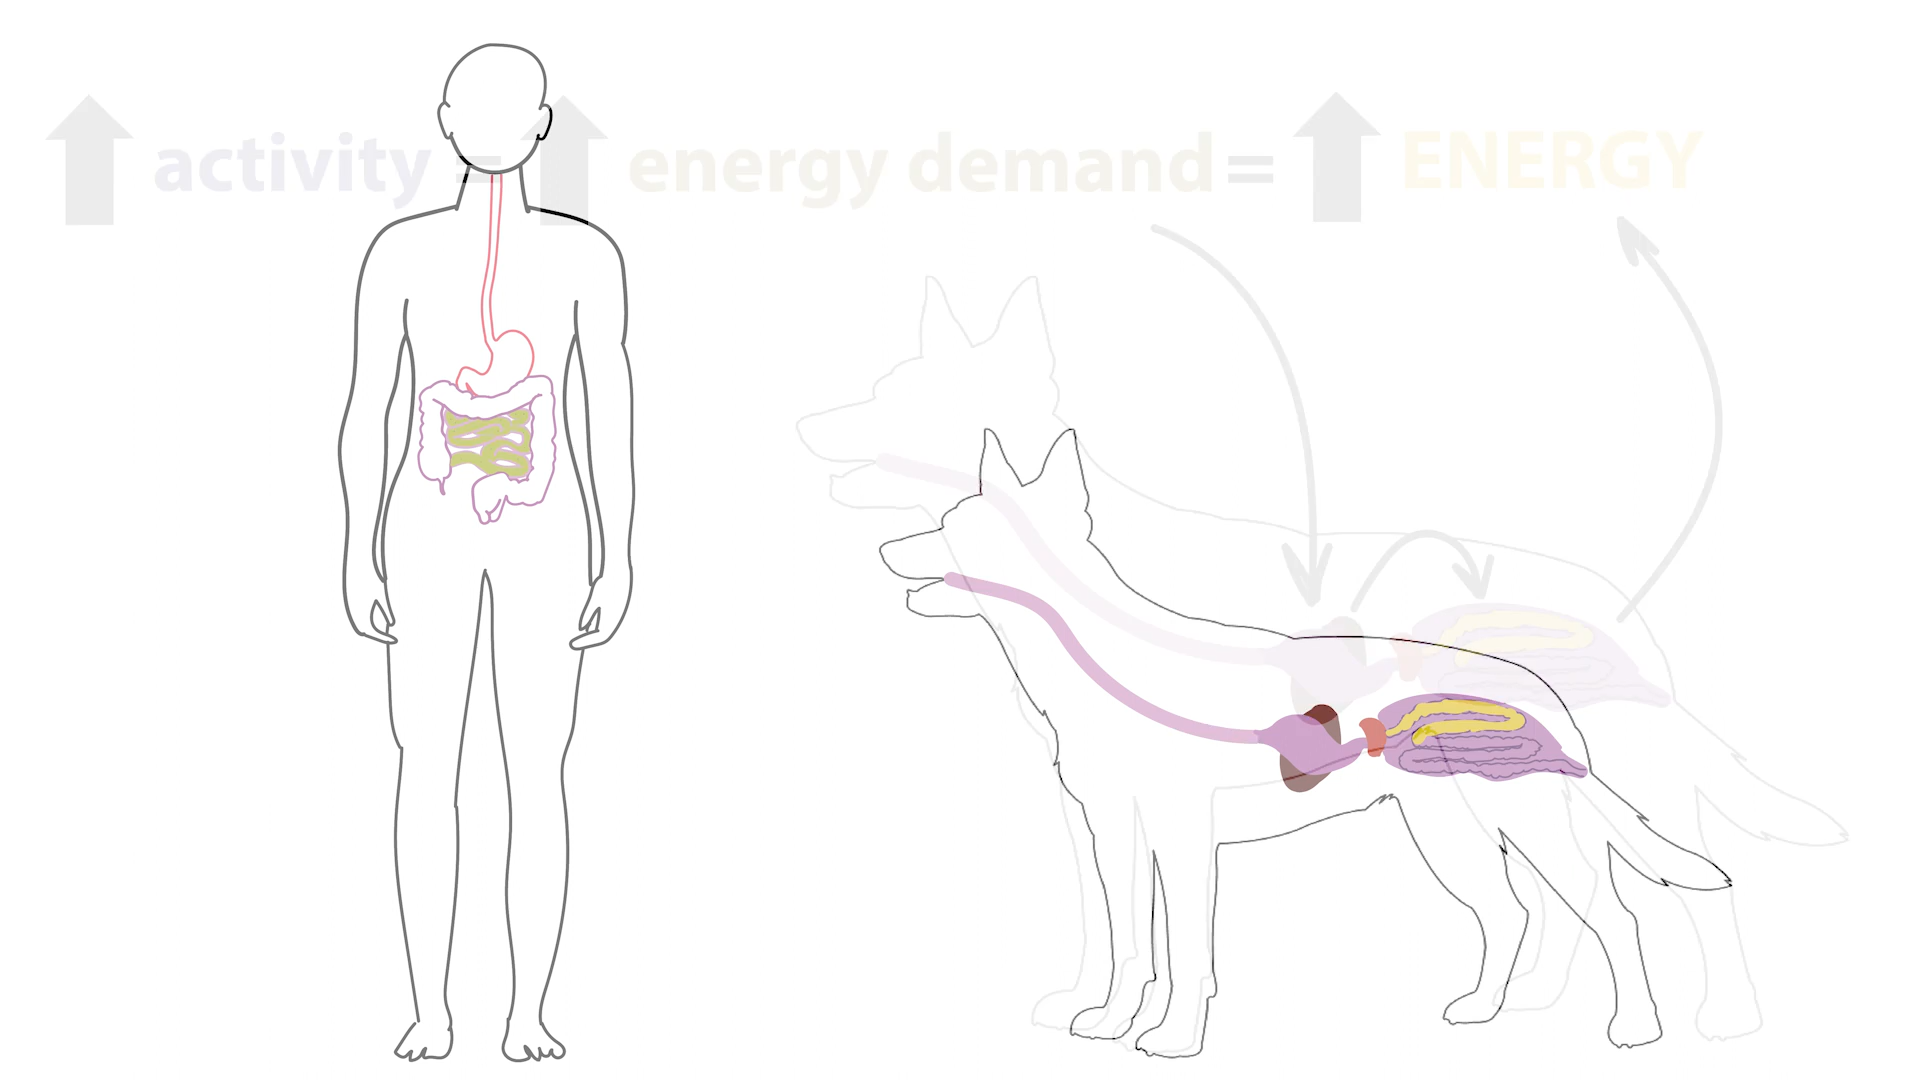 activity = energy demand = ENERGY